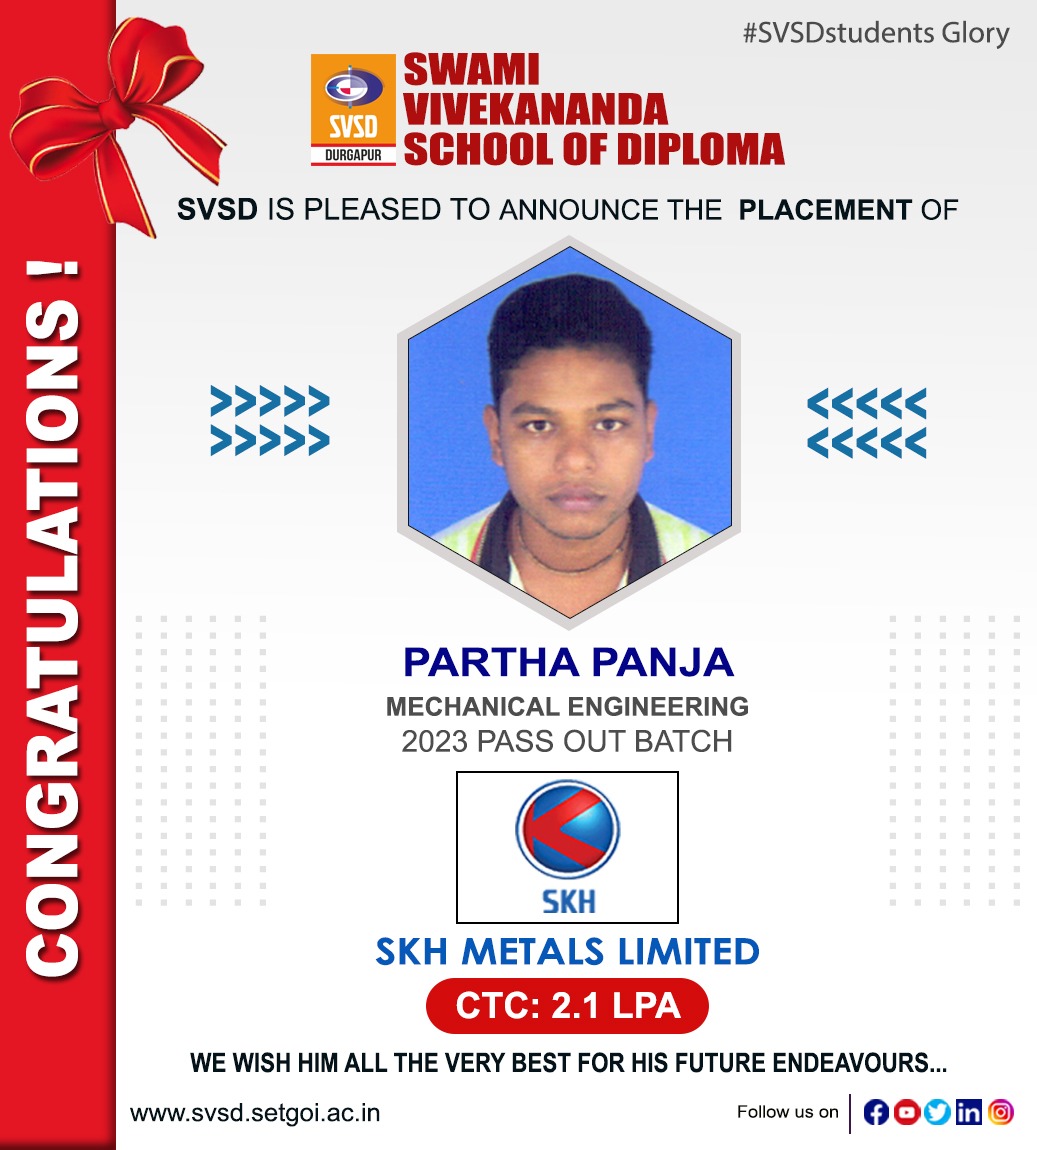 #SVSDstudents Glory
SVSD
DURGAPUR
SWAMI
VIVEKANANDA
SCHOOL OF DIPLOMA
SVSD IS PLEASED TO ANNOUNCE THE PLACEMENT OF
CONGRATULATIONS !
>>>>> <<<<<
>>>>> <<<<<
PARTHA PANJA
MECHANICAL ENGINEERING
2023 PASS OUT BATCH
SKH
SKH METALS LIMITED
CTC: 2.1 LPA
WE WISH HIM ALL THE VERY BEST FOR HIS FUTURE ENDEAVOURS...
www.svsd.setgoi.ac.in
Follow us on